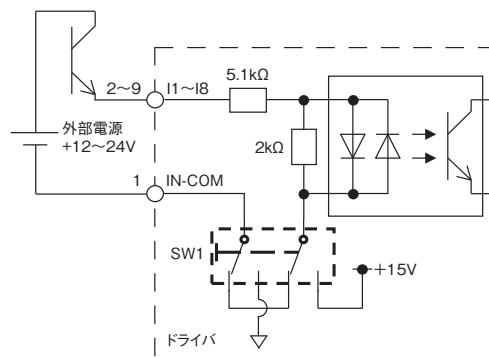 5.1kΩ
2～9
I1～I8
外部電源
+12～24V
2kΩ
1
IN-COM
SW1
+15V
ドライバ